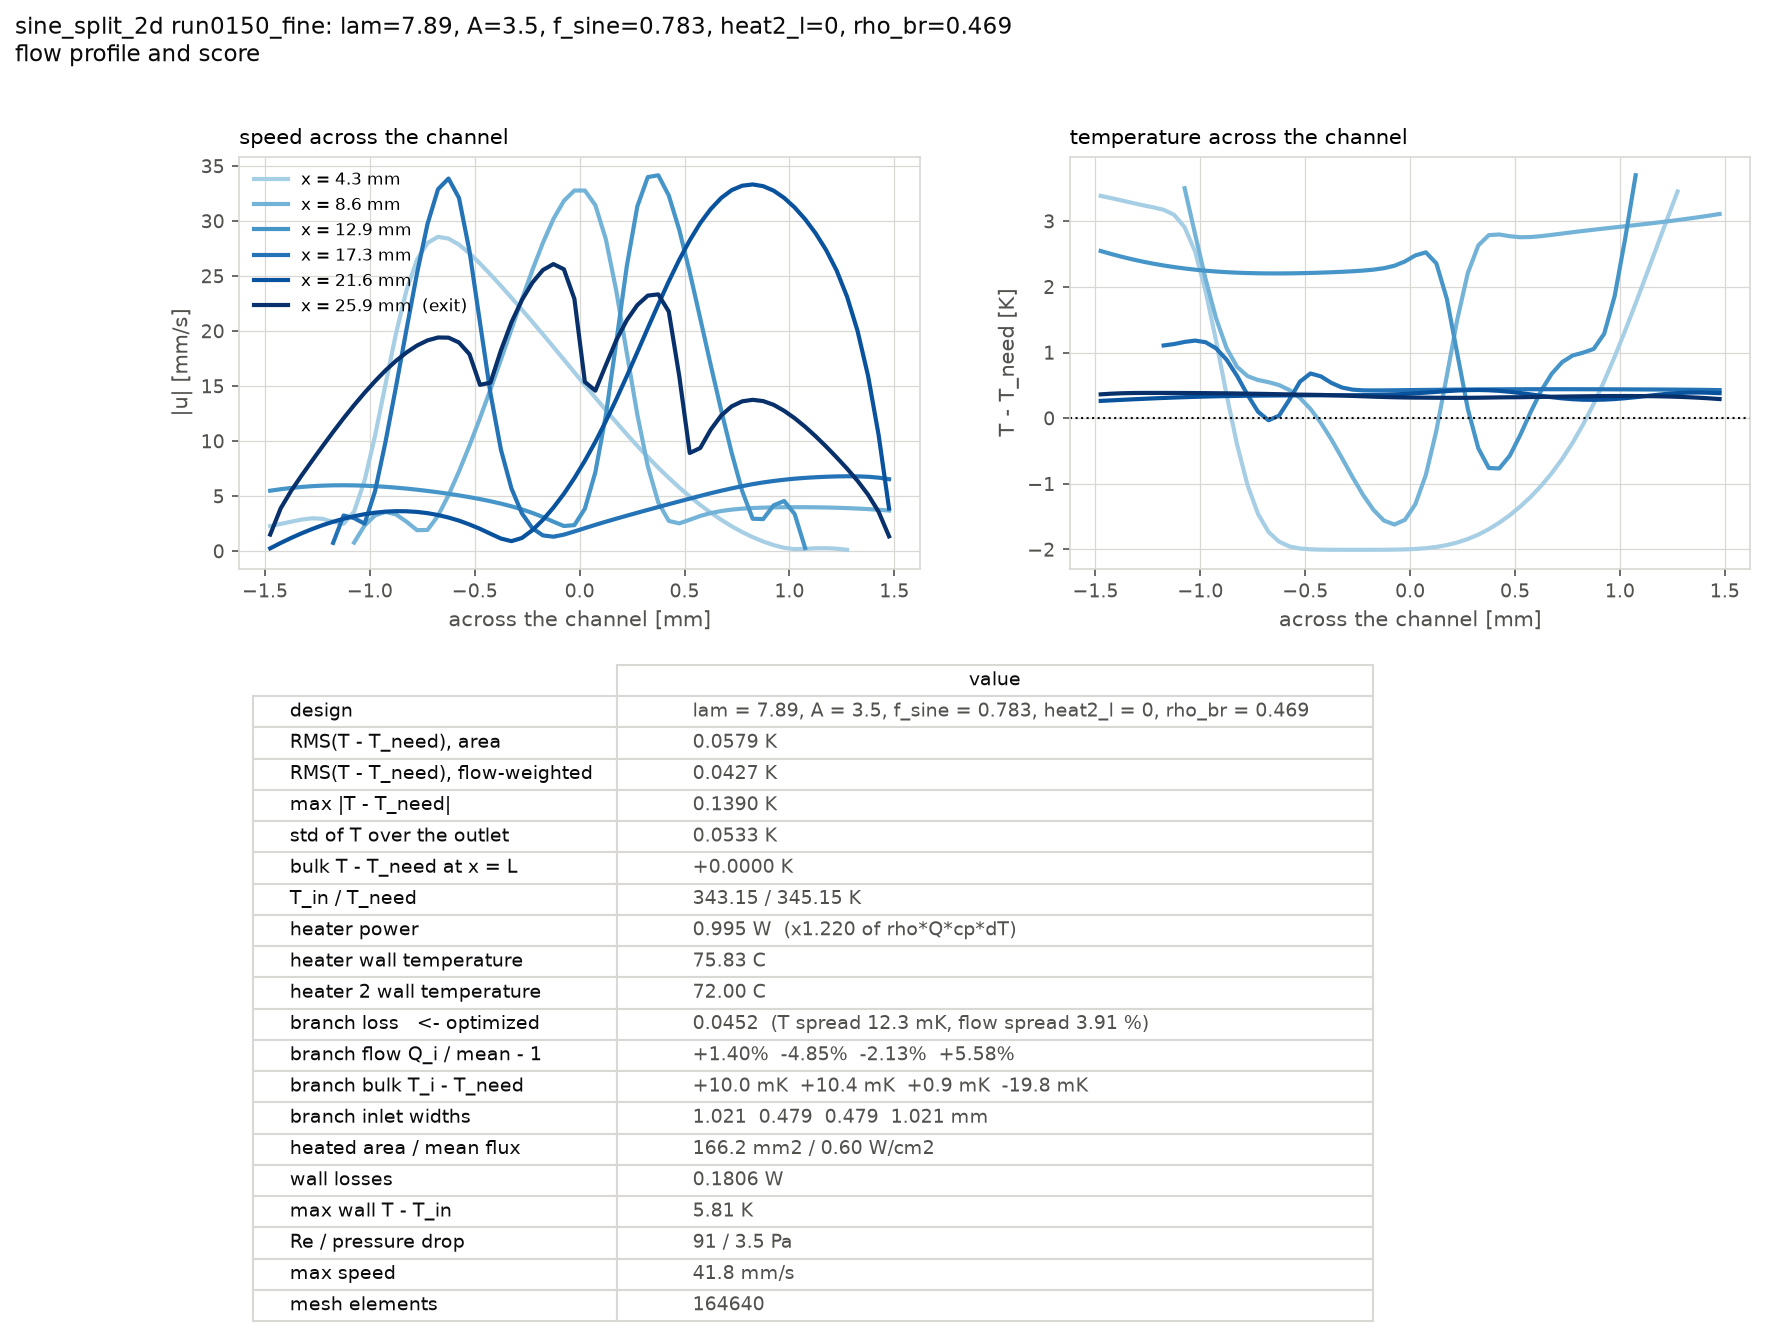 sine_split_2d run0150_fine: lam=7.89, A=3.5, f_sine=0.783, heat2_l=0, rho_br=0.469
flow profile and score
speed across the channel
35
30
25
20
15
10
5
0
|u| [mm/s]
x = 4.3 mm
x = 8.6 mm
x = 12.9 mm
x = 17.3 mm
x = 21.6 mm
x = 25.9 mm  (exit)
−1.5 −1.0 −0.5 0.0 0.5 1.0 1.5
across the channel [mm]
temperature across the channel
3
2
1
0
−1
−2
T - T_need [K]
−1.5 −1.0 −0.5 0.0 0.5 1.0 1.5
across the channel [mm]
value
design lam = 7.89, A = 3.5, f_sine = 0.783, heat2_l = 0, rho_br = 0.469
RMS(T - T_need), area 0.0579 K
RMS(T - T_need), flow-weighted 0.0427 K
max |T - T_need| 0.1390 K
std of T over the outlet 0.0533 K
bulk T - T_need at x = L +0.0000 K
T_in / T_need 343.15 / 345.15 K
heater power 0.995 W  (x1.220 of rho*Q*cp*dT)
heater wall temperature 75.83 C
heater 2 wall temperature 72.00 C
branch loss   <- optimized 0.0452  (T spread 12.3 mK, flow spread 3.91 %)
branch flow Q_i / mean - 1 +1.40%  -4.85%  -2.13%  +5.58%
branch bulk T_i - T_need +10.0 mK  +10.4 mK  +0.9 mK  -19.8 mK
branch inlet widths 1.021  0.479  0.479  1.021 mm
heated area / mean flux 166.2 mm2 / 0.60 W/cm2
wall losses 0.1806 W
max wall T - T_in 5.81 K
Re / pressure drop 91 / 3.5 Pa
max speed 41.8 mm/s
mesh elements 164640